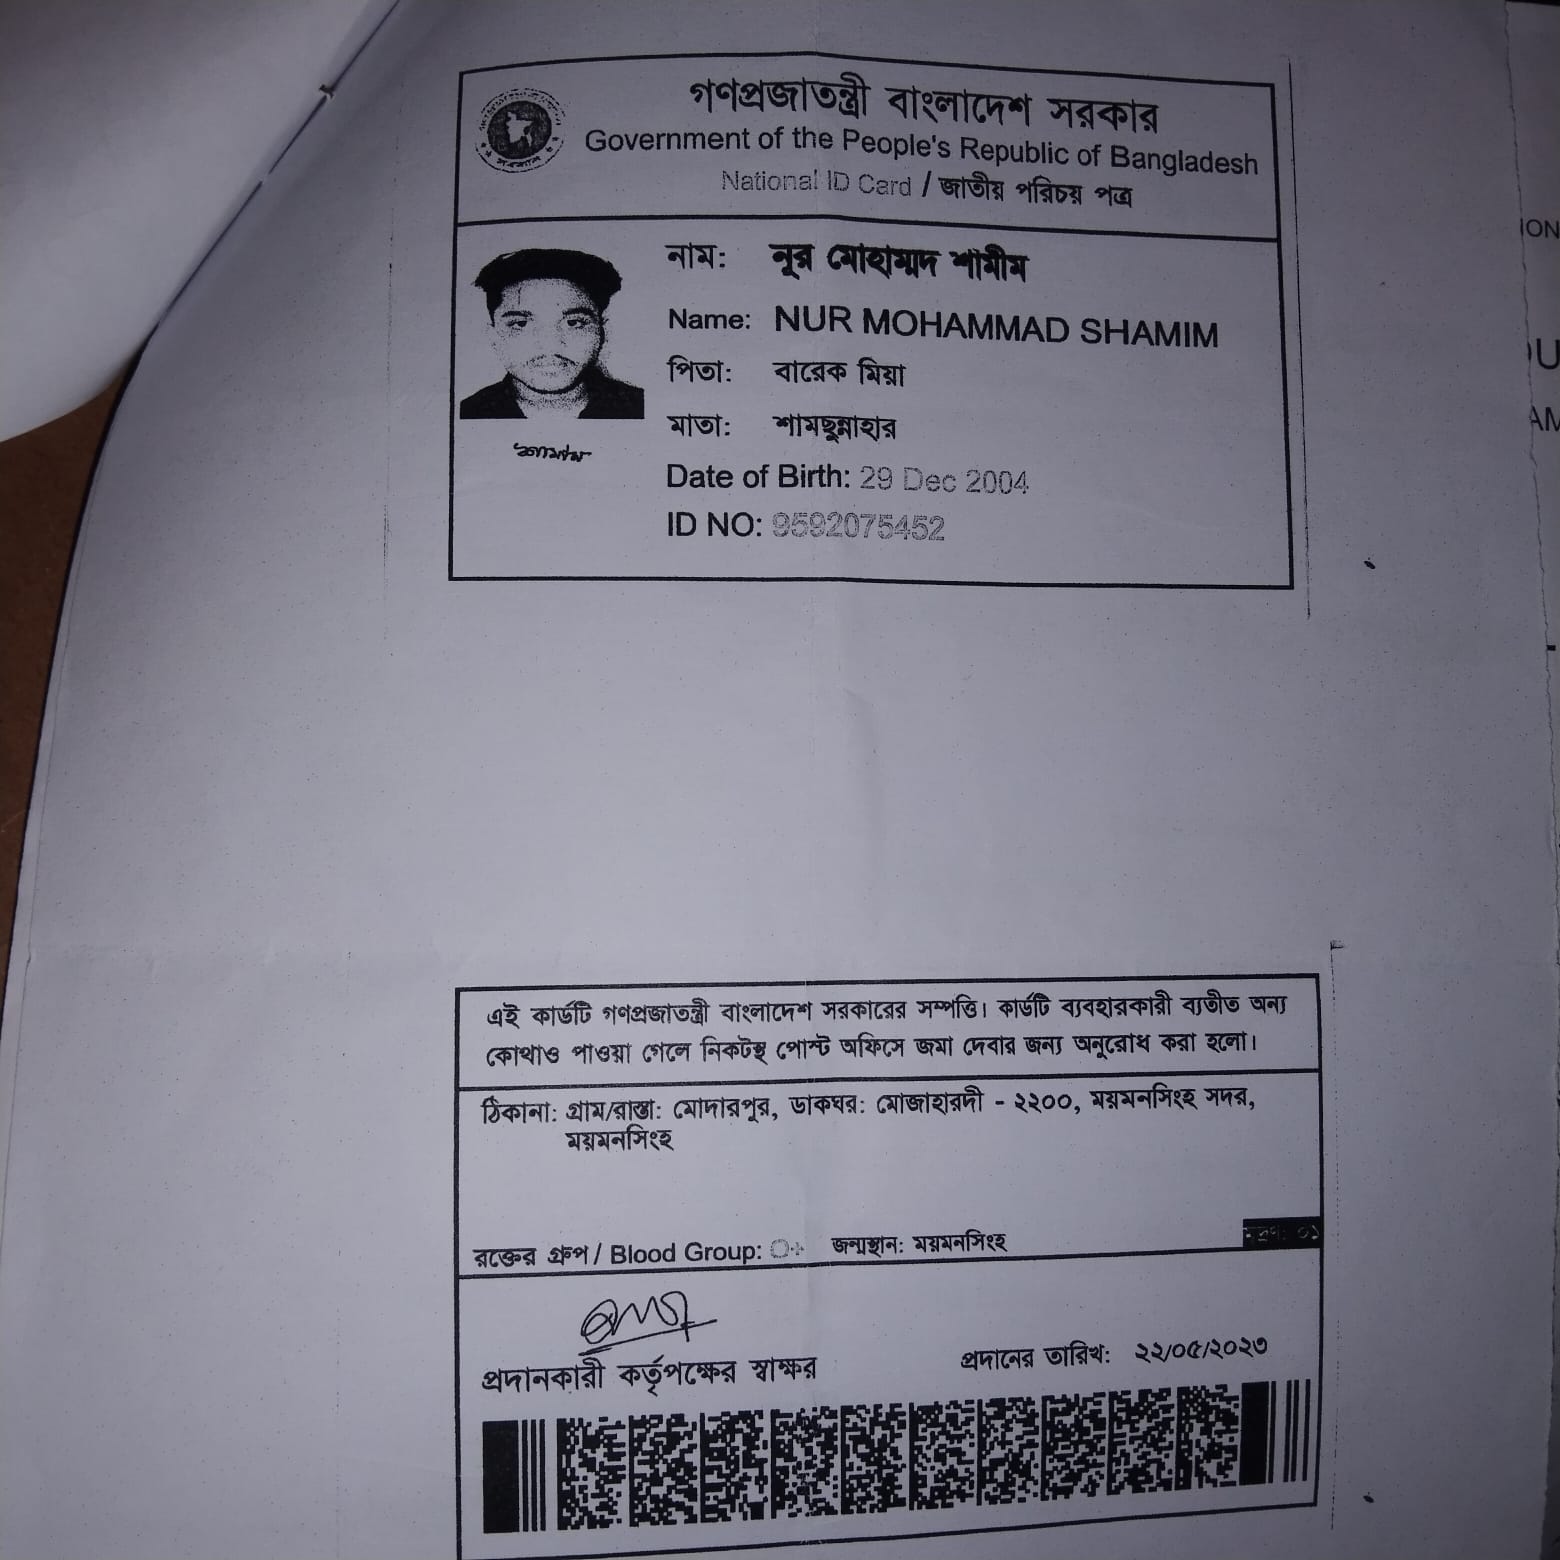 গণপ্রজাতন্ত্রী বাংলাদেশ সরকার
Government of the People's Republic of Bangladesh
National ID Card / জাতীয় পরিচয় পত্র
নাম: নূর মোহাম্মদ শামীম
Name: NUR MOHAMMAD SHAMIM
পিতা: বারেক মিয়া
মাতা: শামছুন্নাহার
Date of Birth: 29 Dec 2004
ID NO: 9592075452
এই কার্ডটি গণপ্রজাতন্ত্রী বাংলাদেশ সরকারের সম্পত্তি। কার্ডটি ব্যবহারকারী ব্যতীত অন্য
কোথাও পাওয়া গেলে নিকটস্থ পোস্ট অফিসে জমা দেবার জন্য অনুরোধ করা হলো।
ঠিকানা: গ্রাম/রাস্তা: মোদারপুর, ডাকঘর: মোজাহারদী - ২২০০, ময়মনসিংহ সদর,
ময়মনসিংহ
রক্তের গ্রুপ / Blood Group: O+ জন্মস্থান: ময়মনসিংহ
প্রদানকারী কর্তৃপক্ষের স্বাক্ষর
প্রদানের তারিখ: ২২/০৫/২০২৩